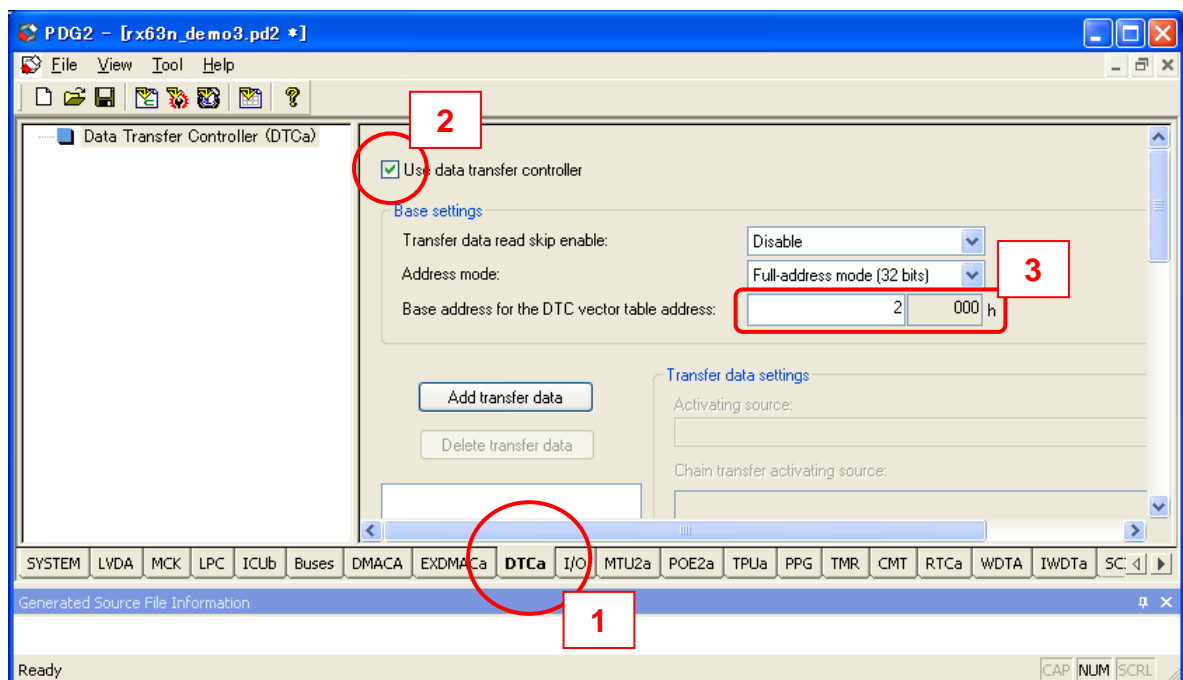 PDG2 - [rx63n_demo3.pd2 *]
File View Tool Help
2
Data Transfer Controller (DTCa)
Use data transfer controller
Base settings
Transfer data read skip enable: Disable
Address mode: Full-address mode (32 bits)
3
Base address for the DTC vector table address: 2 000 h
Transfer data settings
Add transfer data
Activating source:
Delete transfer data
Chain transfer activating source:
SYSTEM LVDA MCK LPC ICUb Buses DMACA EXDMACa DTCa I/O MTU2a POE2a TPUa PPG TMR CMT RTCa WDTA IWDTa SC
Generated Source File Information
1
Ready CAP NUM SCRL